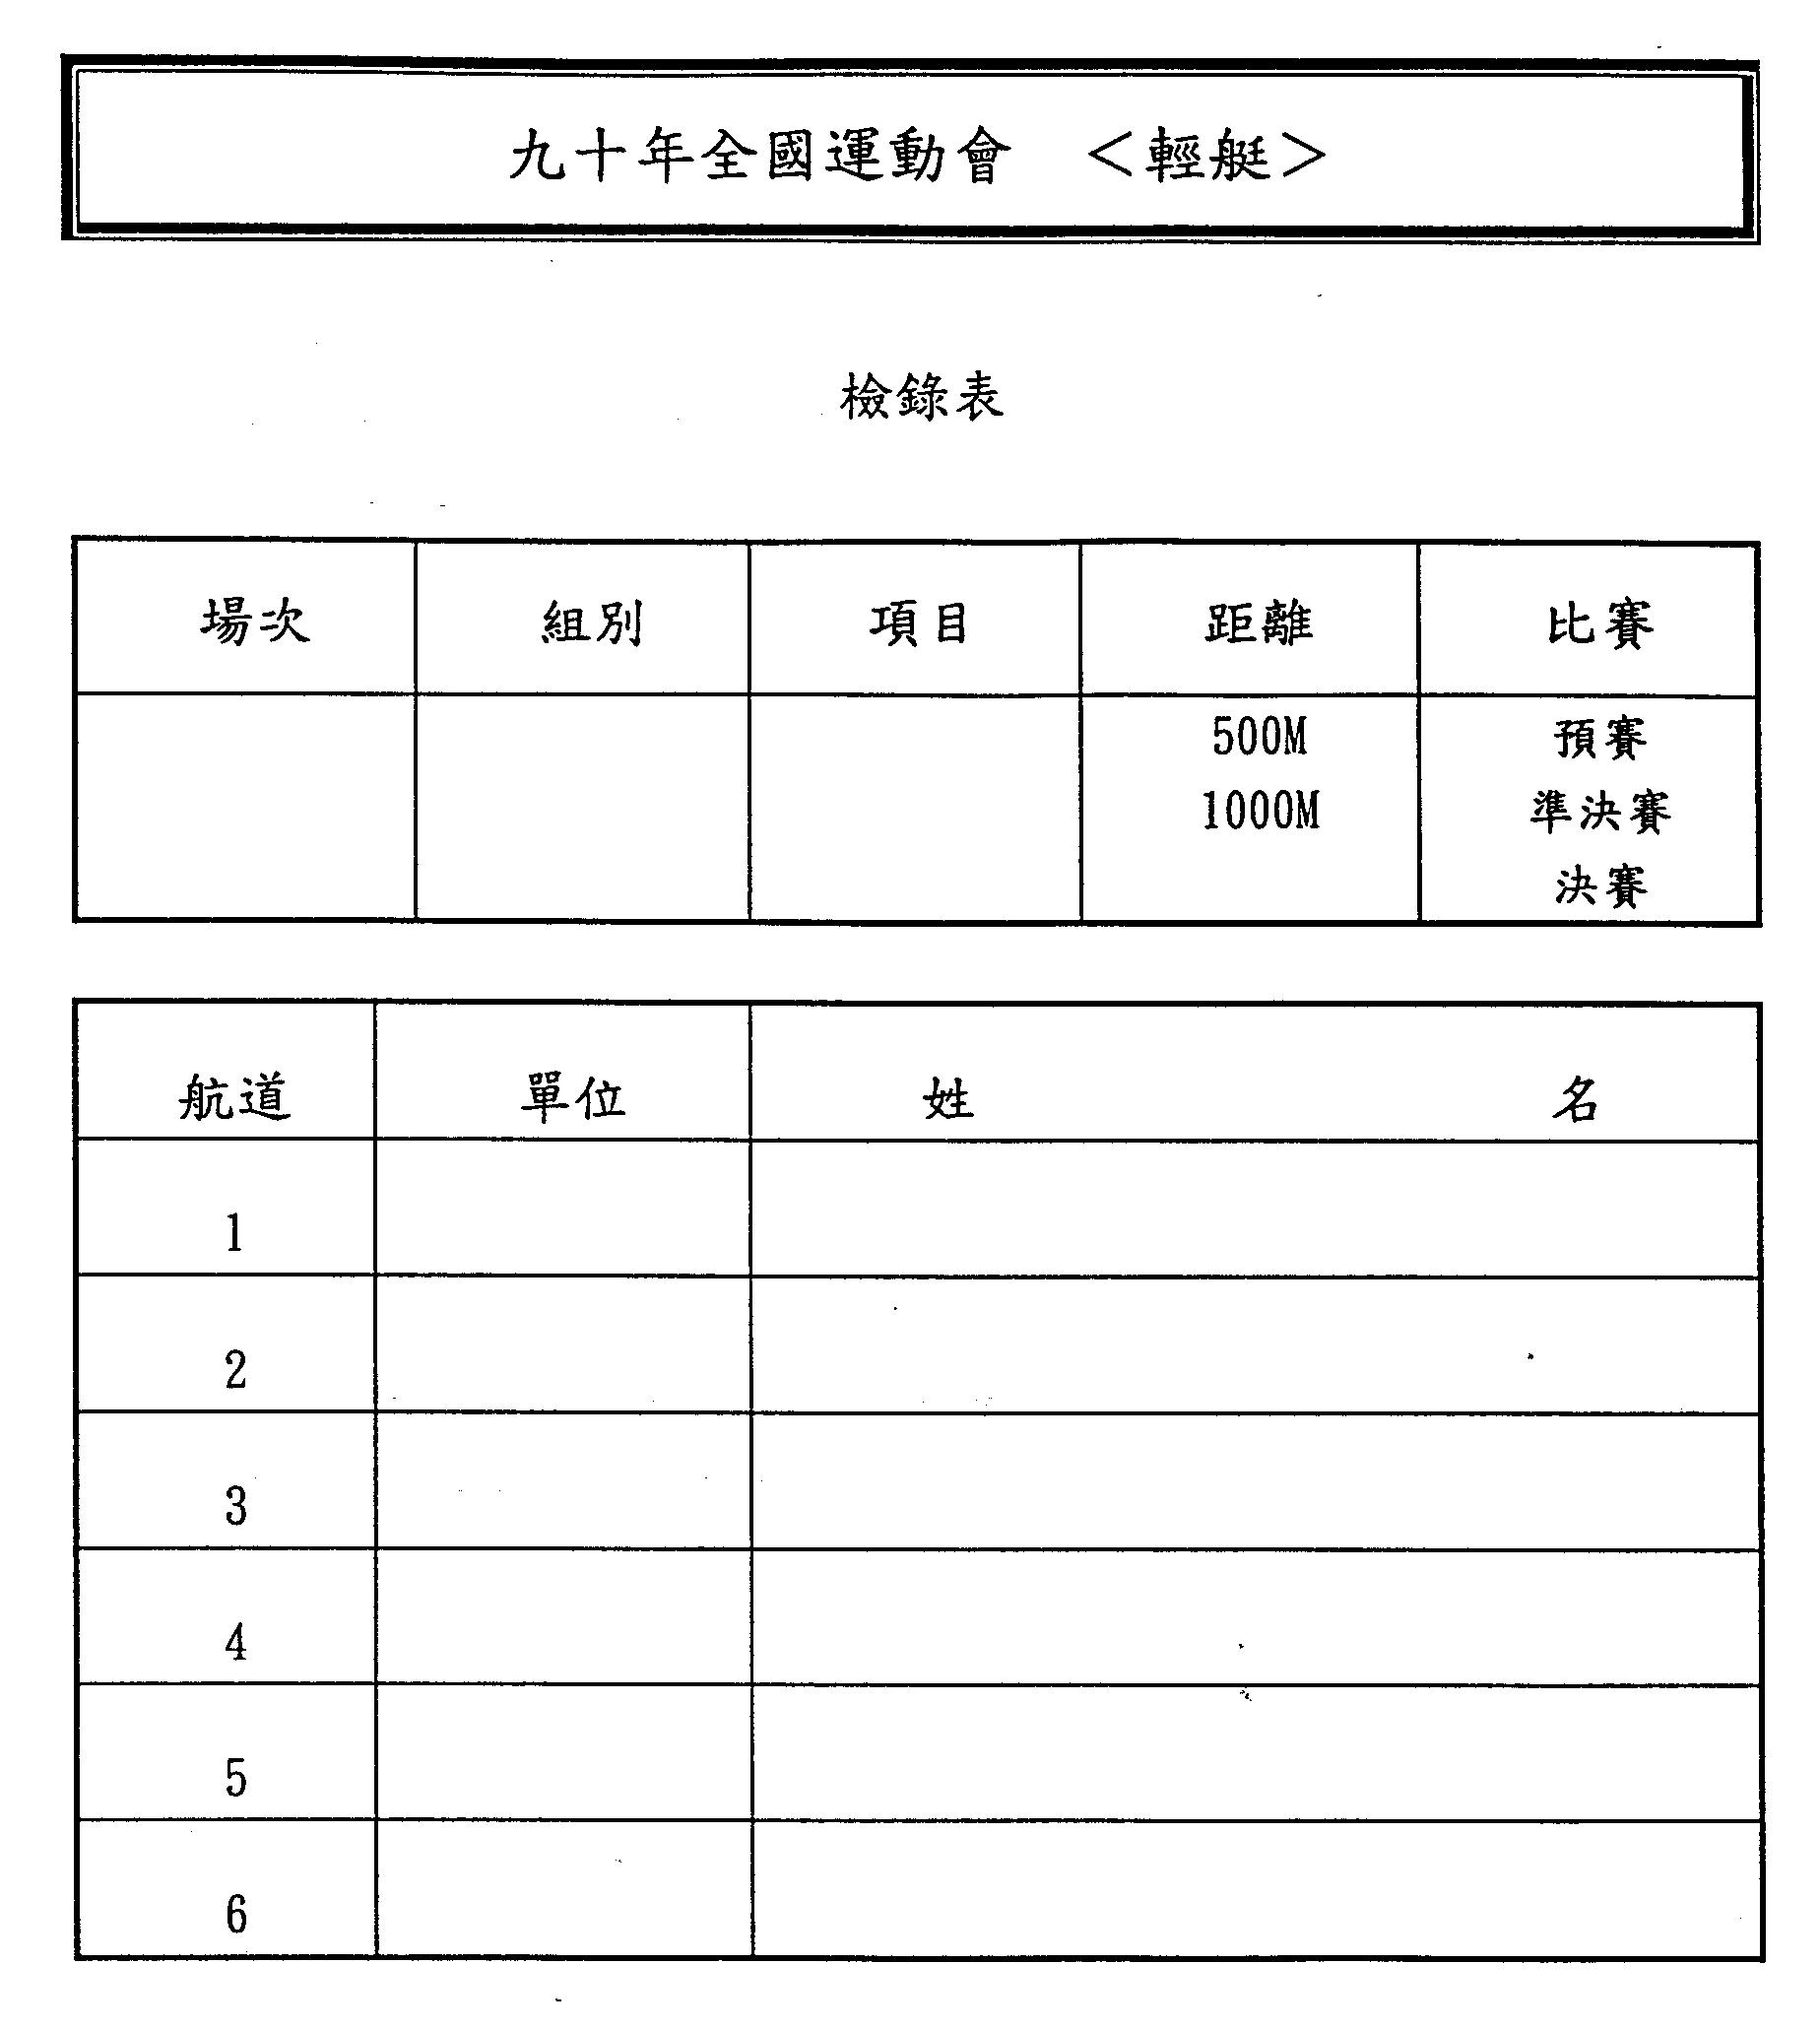 九十年全國運動會　＜輕艇＞
檢錄表
場次 組別 項目 距離 比賽
500M 預賽
1000M 準決賽
決賽
航道 單位 姓 名
1
2
3
4
5
6